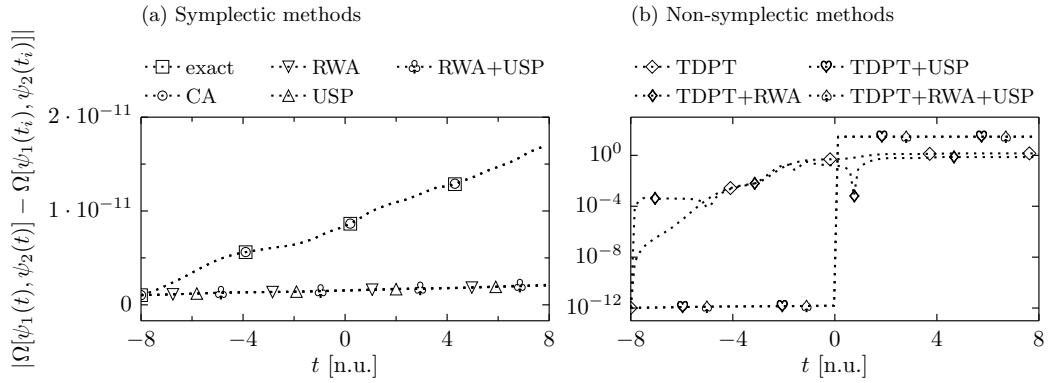 (a) Symplectic methods
(b) Non-symplectic methods
exact RWA RWA+USP
CA USP
TDPT TDPT+USP
TDPT+RWA TDPT+RWA+USP
|Ω[ψ₁(t), ψ₂(t)] − Ω[ψ₁(tᵢ), ψ₂(tᵢ)]|
2 · 10⁻¹¹
1 · 10⁻¹¹
0
−8 −4 0 4 8
t [n.u.]
10⁰
10⁻⁴
10⁻⁸
10⁻¹²
−8 −4 0 4 8
t [n.u.]